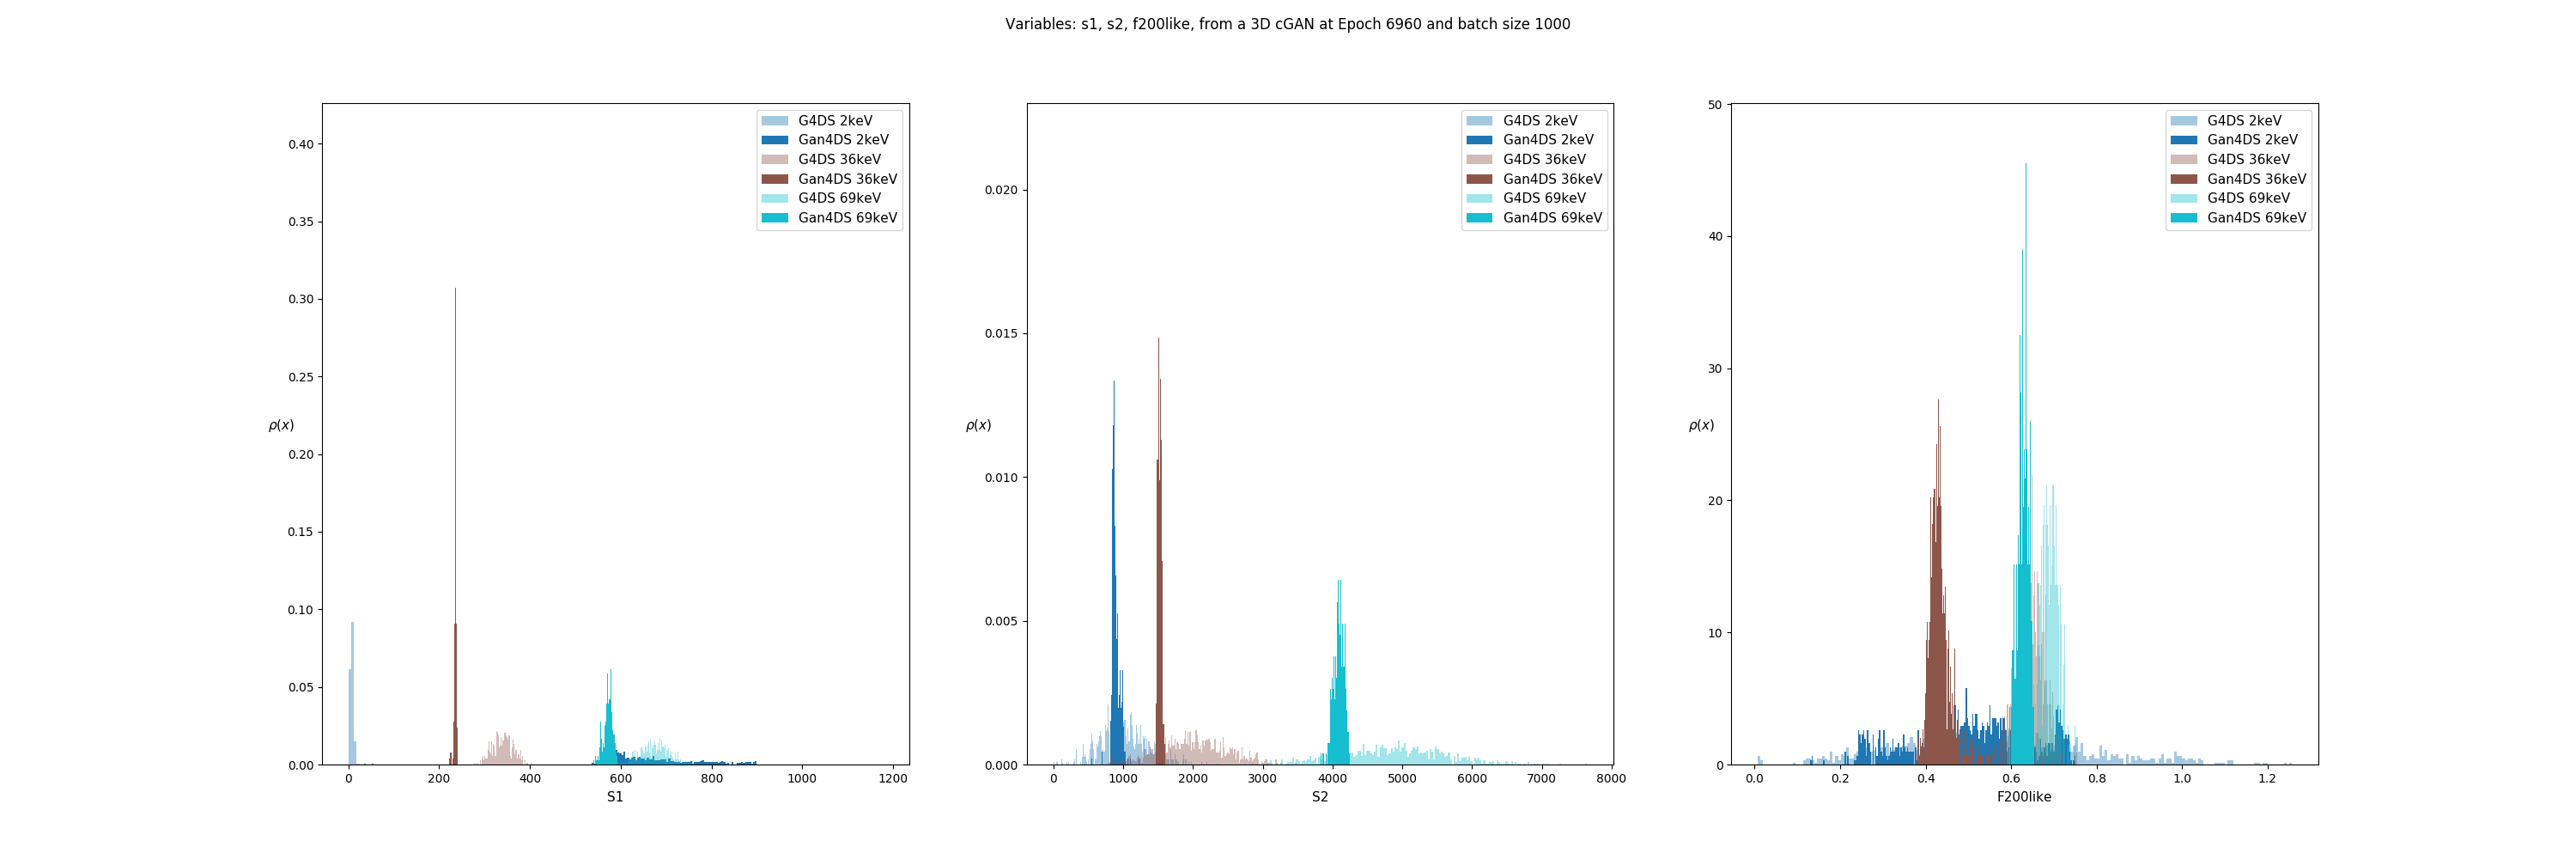 Variables: s1, s2, f200like, from a 3D cGAN at Epoch 6960 and batch size 1000
0.40
0.35
0.30
0.25
0.20
0.15
0.10
0.05
0.00
ρ(x)
0 200 400 600 800 1000 1200
S1
G4DS 2keV
Gan4DS 2keV
G4DS 36keV
Gan4DS 36keV
G4DS 69keV
Gan4DS 69keV
0.020
0.015
0.010
0.005
0.000
ρ(x)
0 1000 2000 3000 4000 5000 6000 7000 8000
S2
G4DS 2keV
Gan4DS 2keV
G4DS 36keV
Gan4DS 36keV
G4DS 69keV
Gan4DS 69keV
50
40
30
20
10
0
ρ(x)
0.0 0.2 0.4 0.6 0.8 1.0 1.2
F200like
G4DS 2keV
Gan4DS 2keV
G4DS 36keV
Gan4DS 36keV
G4DS 69keV
Gan4DS 69keV